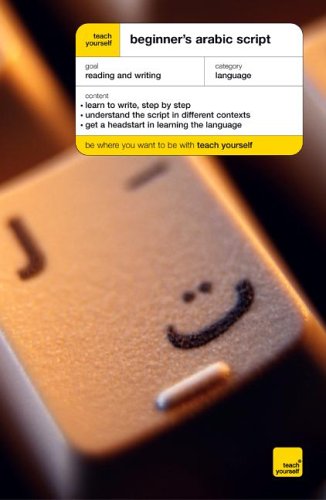 teach
yourself
beginner's arabic script
goal
reading and writing
category
language
content
• learn to write, step by step
• understand the script in different contexts
• get a headstart in learning the language
be where you want to be with teach yourself
J ـ
ت
teach®
yourself